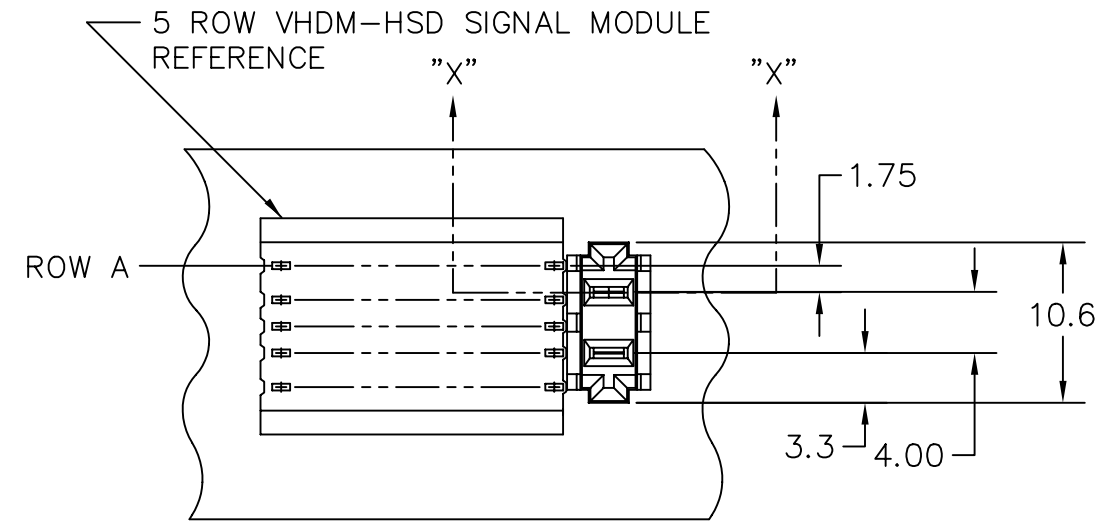 5 ROW VHDM-HSD SIGNAL MODULE
REFERENCE
"X"
"X"
1.75
ROW A
10.6
3.3
4.00